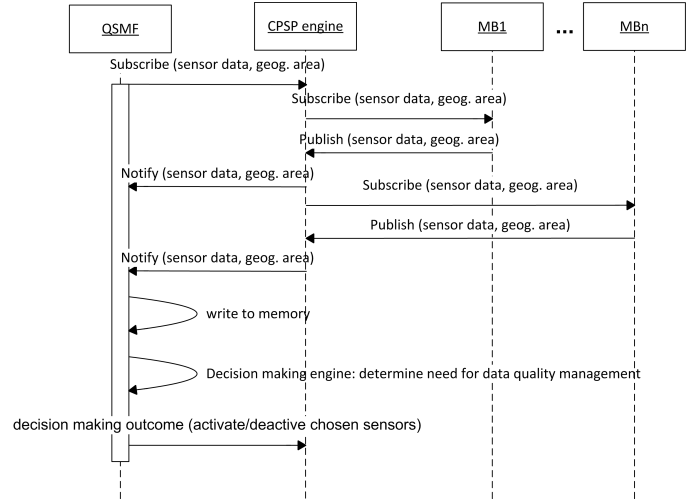 QSMF
CPSP engine
MB1
...
MBn
Subscribe (sensor data, geog. area)
Subscribe (sensor data, geog. area)
Publish (sensor data, geog. area)
Notify (sensor data, geog. area)
Subscribe (sensor data, geog. area)
Publish (sensor data, geog. area)
Notify (sensor data, geog. area)
write to memory
Decision making engine: determine need for data quality management
decision making outcome (activate/deactive chosen sensors)